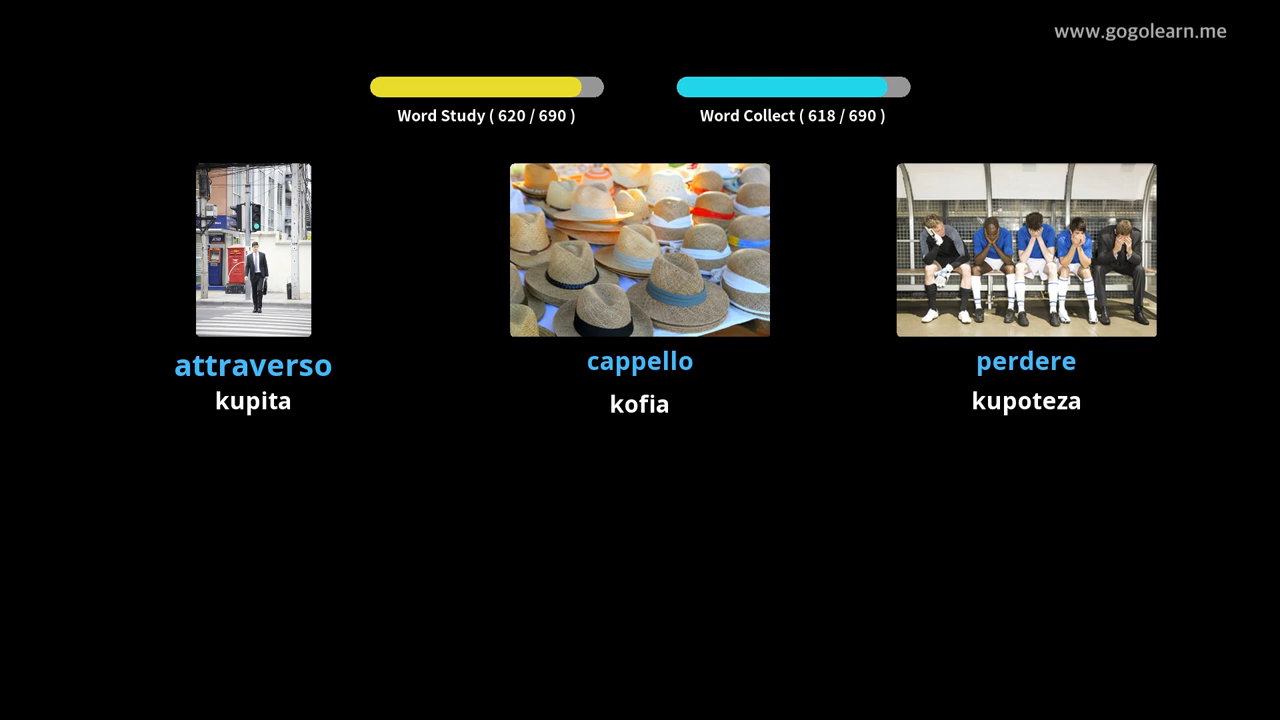 www.gogolearn.me
Word Study ( 620 / 690 )
Word Collect ( 618 / 690 )
attraverso
kupita
cappello
kofia
perdere
kupoteza